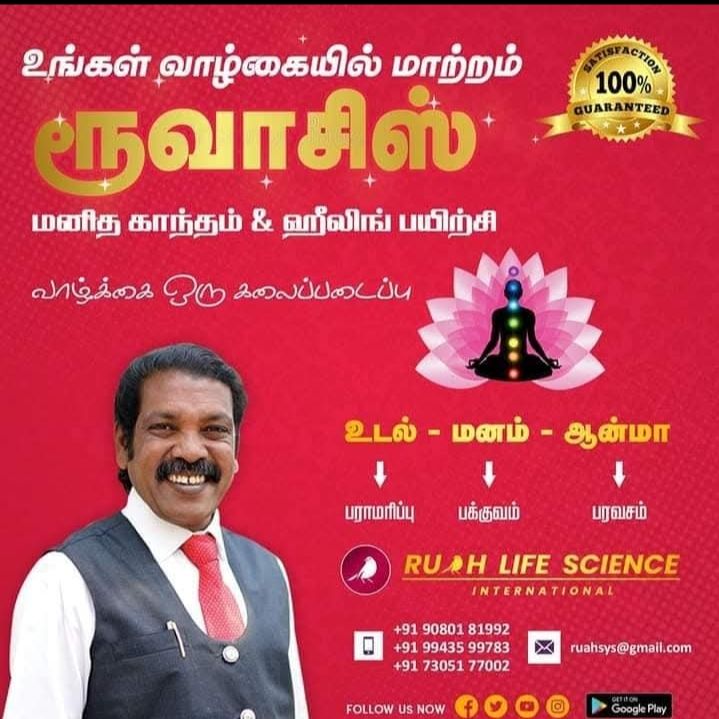 உங்கள் வாழ்கையில் மாற்றம்
SATISFACTION
100%
GUARANTEED
ரூவாசிஸ்
மனித காந்தம் & ஹீலிங் பயிற்சி
வாழ்க்கை ஒரு கலைப்படைப்பு
உடல் - மனம் - ஆன்மா
பராமரிப்பு பக்குவம் பரவசம்
RUAH LIFE SCIENCE
INTERNATIONAL
+91 90801 81992
+91 99435 99783
+91 73051 77002
ruahsys@gmail.com
FOLLOW US NOW
GET IT ON
Google Play